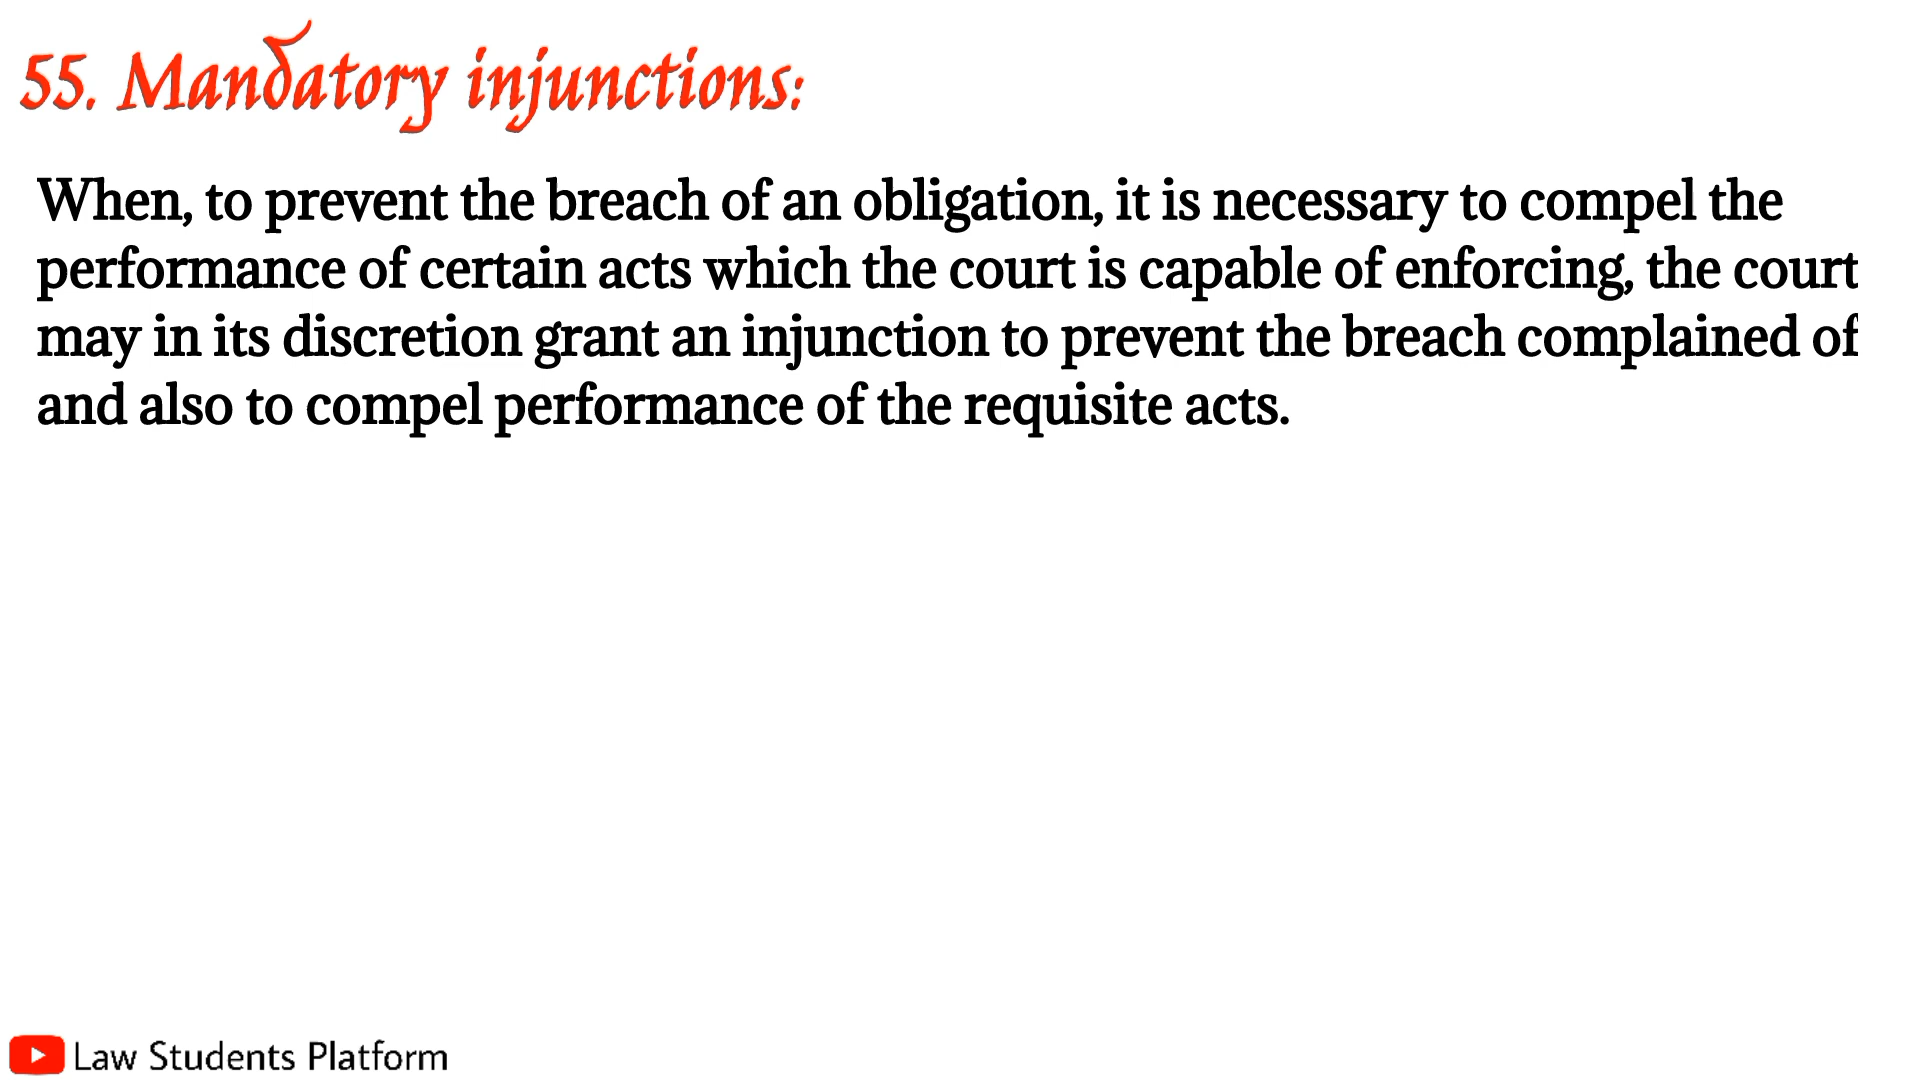 55. Mandatory injunctions:
When, to prevent the breach of an obligation, it is necessary to compel the
performance of certain acts which the court is capable of enforcing, the court
may in its discretion grant an injunction to prevent the breach complained of
and also to compel performance of the requisite acts.
Law Students Platform